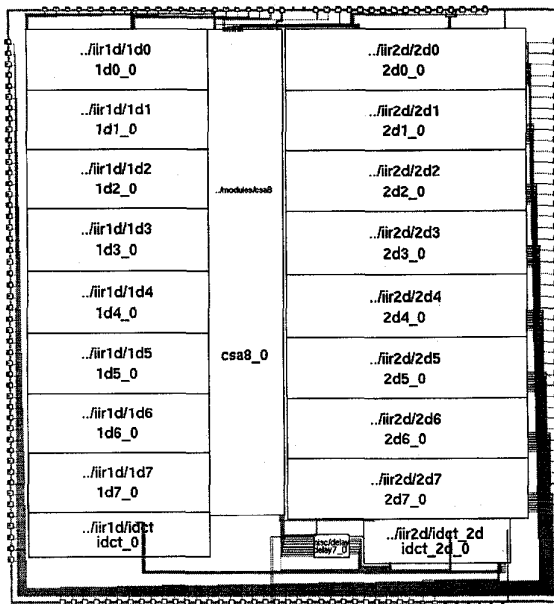 ../iir1d/1d0
1d0_0
../iir1d/1d1
1d1_0
../iir1d/1d2
1d2_0
../iir1d/1d3
1d3_0
../iir1d/1d4
1d4_0
../iir1d/1d5
1d5_0
../iir1d/1d6
1d6_0
../iir1d/1d7
1d7_0
../iir1d/idct
idct_0
../modules/csa8
csa8_0
../iir2d/2d0
2d0_0
../iir2d/2d1
2d1_0
../iir2d/2d2
2d2_0
../iir2d/2d3
2d3_0
../iir2d/2d4
2d4_0
../iir2d/2d5
2d5_0
../iir2d/2d6
2d6_0
../iir2d/2d7
2d7_0
../iir2d/idct_2d
idct_2d_0
delay7_0